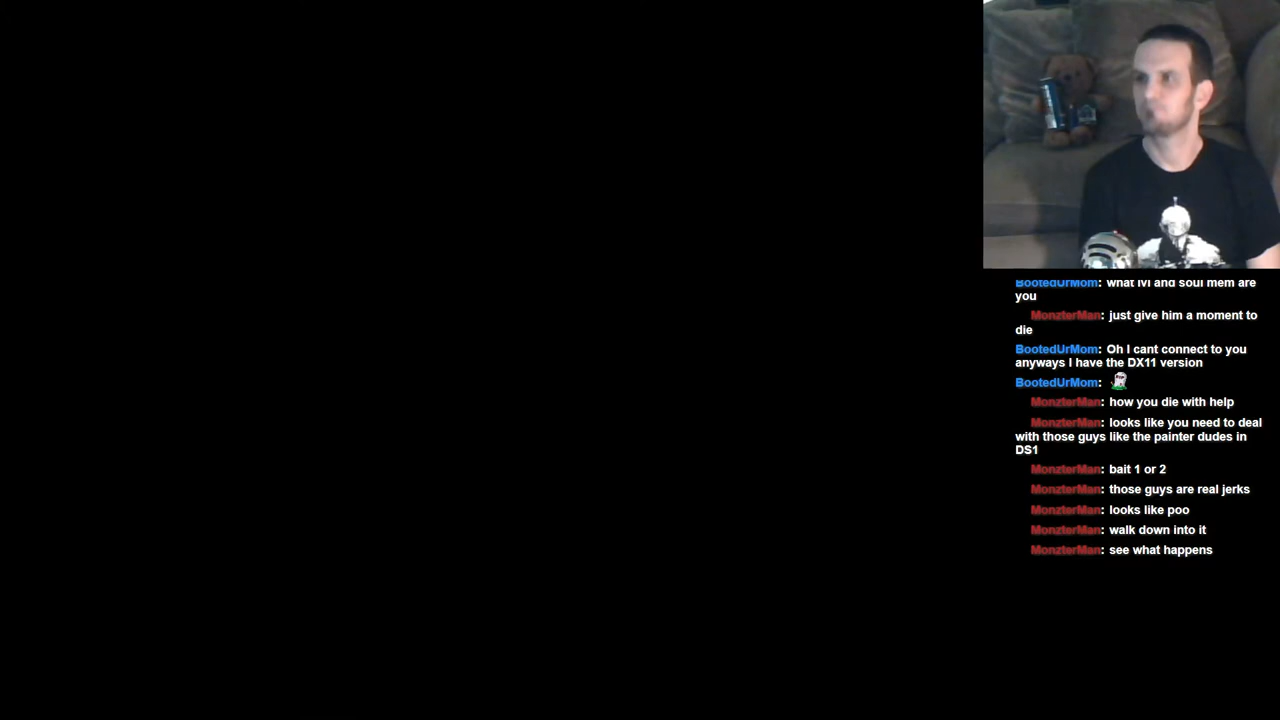 BootedUrMom: what lvl and soul mem are
you
MonzterMan: just give him a moment to
die
BootedUrMom: Oh I cant connect to you
anyways I have the DX11 version
BootedUrMom:
MonzterMan: how you die with help
MonzterMan: looks like you need to deal
with those guys like the painter dudes in
DS1
MonzterMan: bait 1 or 2
MonzterMan: those guys are real jerks
MonzterMan: looks like poo
MonzterMan: walk down into it
MonzterMan: see what happens